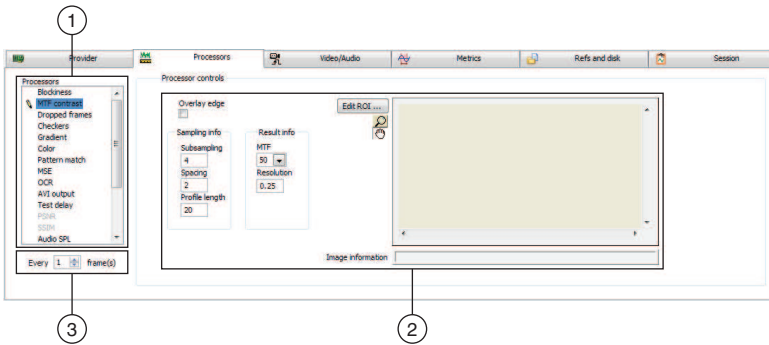 1
Provider
Processors
Video/Audio
Metrics
Refs and disk
Session
Processors
Blockiness
MTF contrast
Dropped frames
Checkers
Gradient
Color
Pattern match
MSE
OCR
AVI output
Test delay
PSNR
SSIM
Audio SPL
Every 1 frame(s)
Processor controls
Overlay edge
Edit ROI ...
Sampling info
Subsampling
4
Spacing
2
Profile length
20
Result info
MTF
50
Resolution
0.25
Image information
3
2